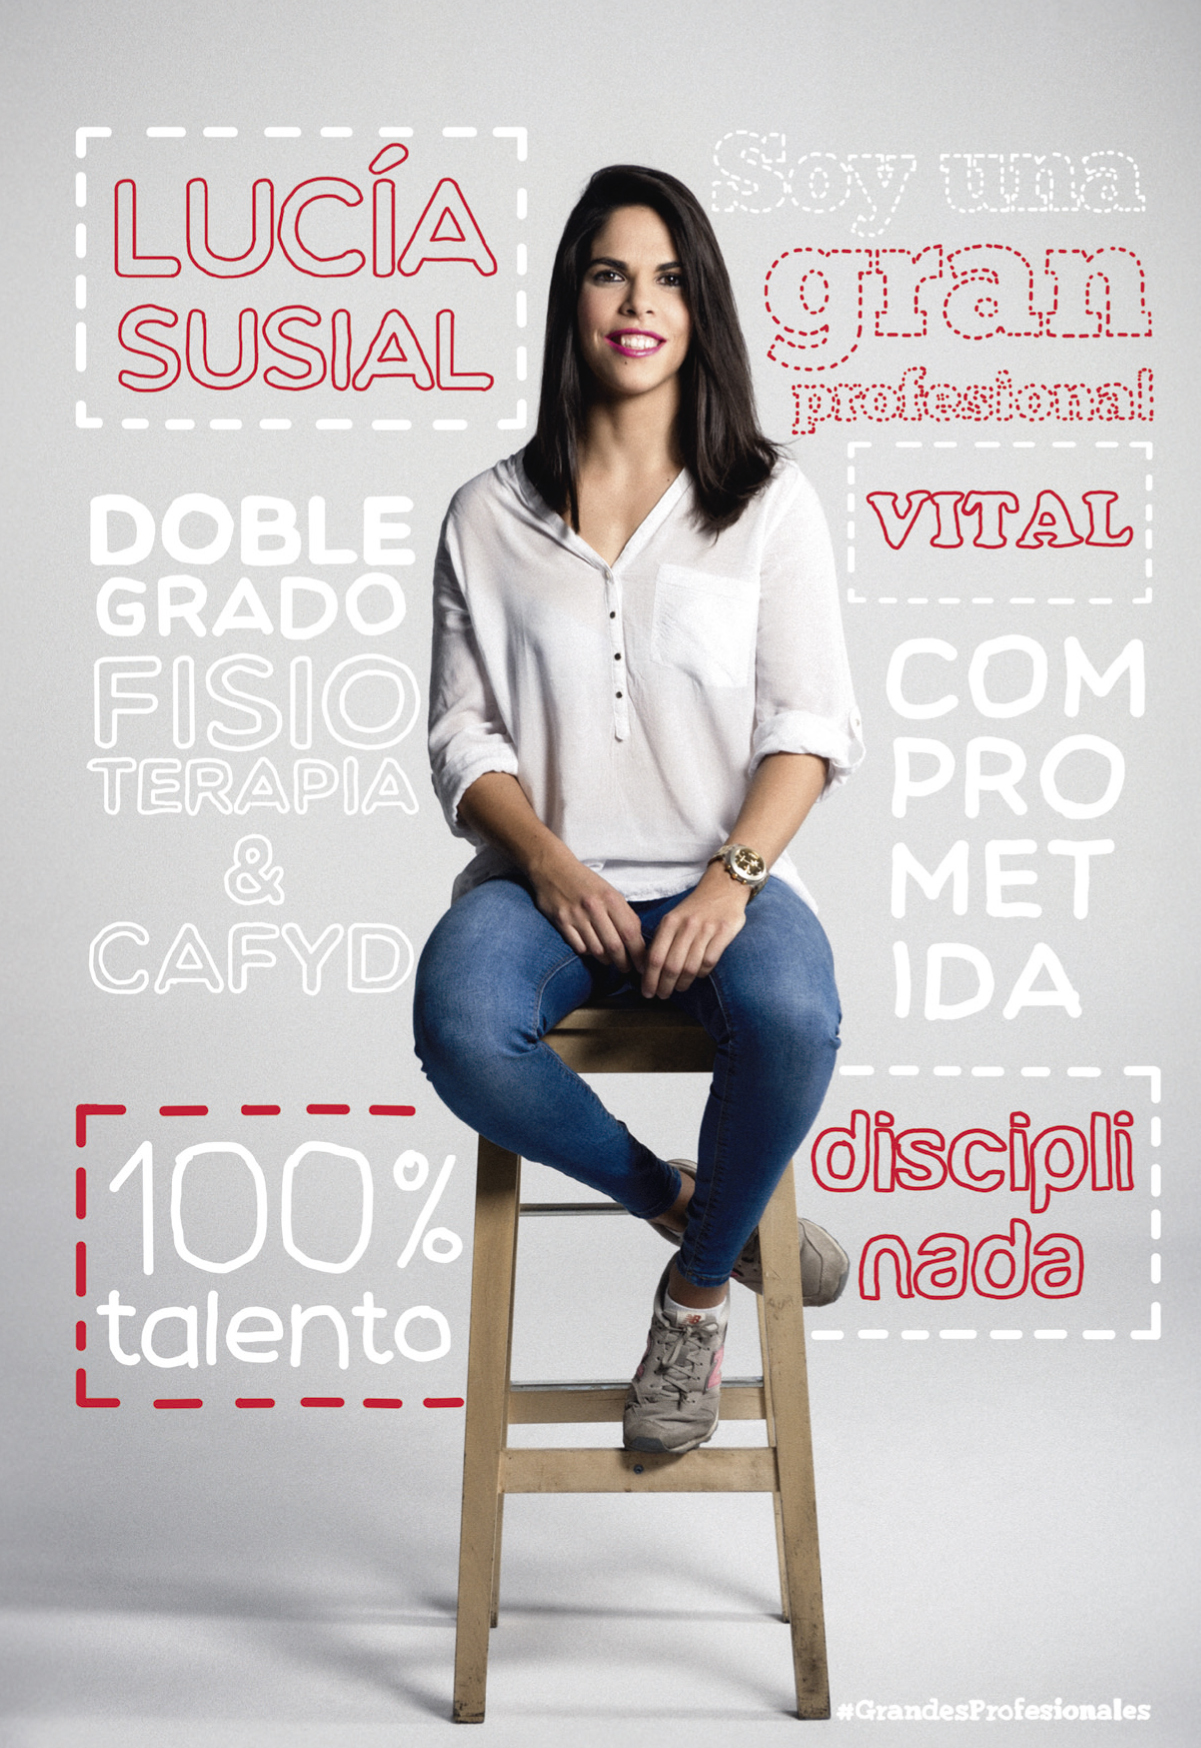 LUCÍA
SUSIAL
DOBLE
GRADO
FISIO
TERAPIA
&
CAFYD
100%
talento
Soy una
gran
profesional
VITAL
COM
PRO
MET
IDA
discipli
nada
#GrandesProfesionales